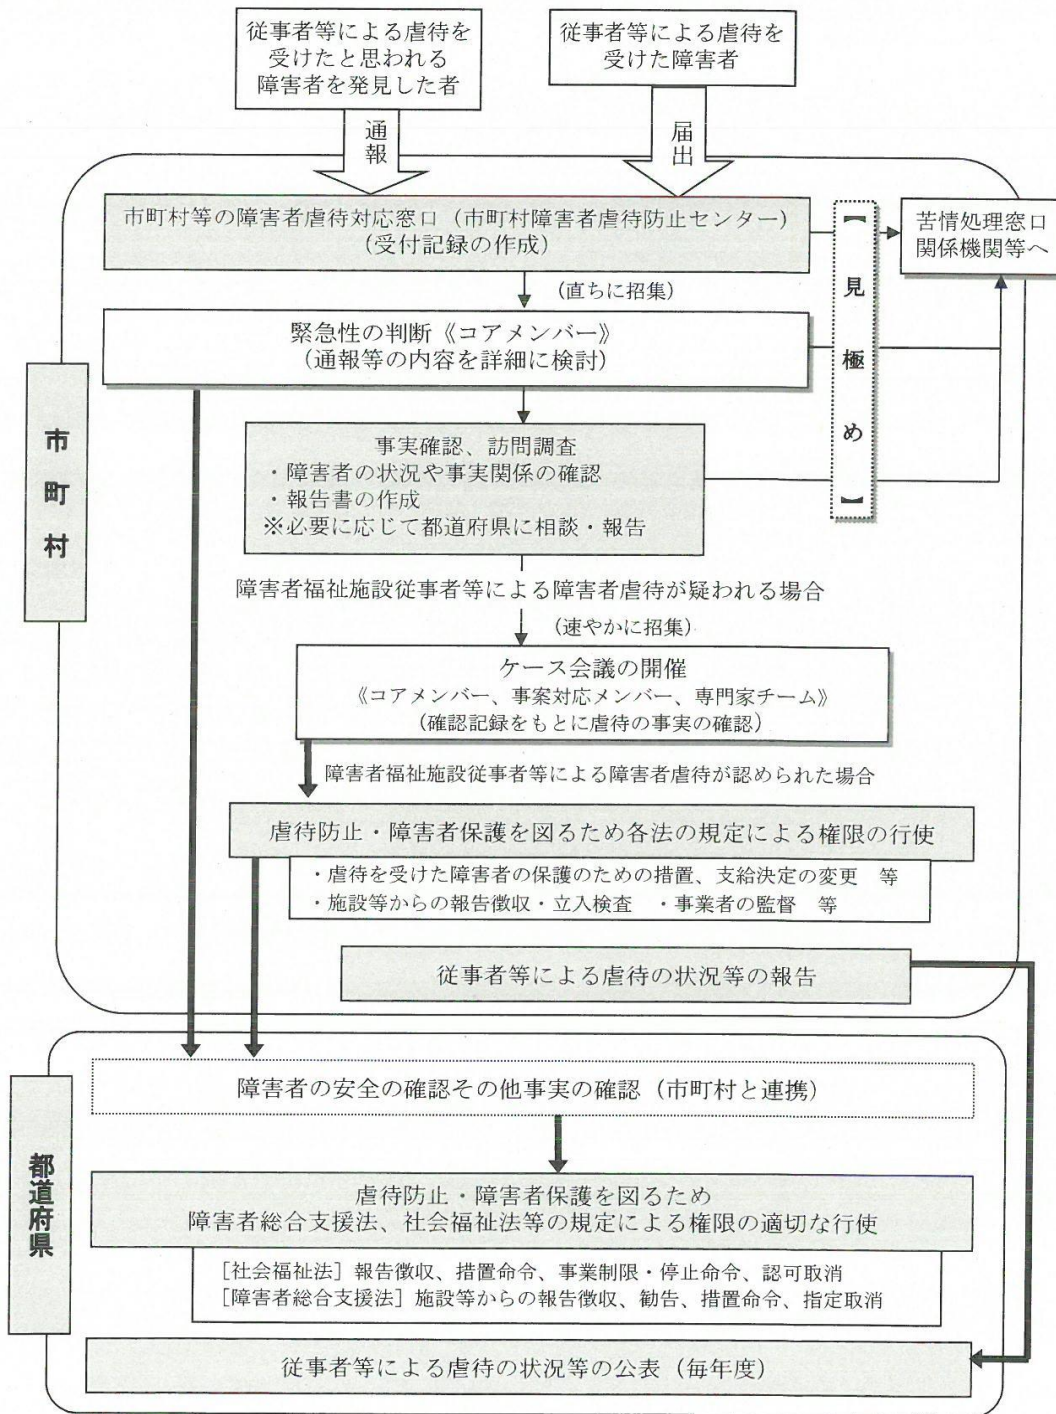 従事者等による虐待を
受けたと思われる
障害者を発見した者
従事者等による虐待を
受けた障害者
通報
届出
市町村等の障害者虐待対応窓口（市町村障害者虐待防止センター）
（受付記録の作成）
【見極め】
苦情処理窓口
関係機関等へ
（直ちに招集）
緊急性の判断《コアメンバー》
（通報等の内容を詳細に検討）
市町村
事実確認、訪問調査
・障害者の状況や事実関係の確認
・報告書の作成
※必要に応じて都道府県に相談・報告
障害者福祉施設従事者等による障害者虐待が疑われる場合
（速やかに招集）
ケース会議の開催
《コアメンバー、事案対応メンバー、専門家チーム》
（確認記録をもとに虐待の事実の確認）
障害者福祉施設従事者等による障害者虐待が認められた場合
虐待防止・障害者保護を図るため各法の規定による権限の行使
・虐待を受けた障害者の保護のための措置、支給決定の変更　等
・施設等からの報告徴収・立入検査　・事業者の監督　等
従事者等による虐待の状況等の報告
都道府県
障害者の安全の確認その他事実の確認（市町村と連携）
虐待防止・障害者保護を図るため
障害者総合支援法、社会福祉法等の規定による権限の適切な行使
［社会福祉法］報告徴収、措置命令、事業制限・停止命令、認可取消
［障害者総合支援法］施設等からの報告徴収、勧告、措置命令、指定取消
従事者等による虐待の状況等の公表（毎年度）